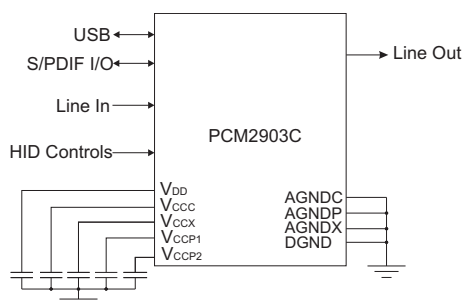 USB
S/PDIF I/O
Line In
HID Controls
PCM2903C
Line Out
VDD
VCCC
VCCX
VCCP1
VCCP2
AGNDC
AGNDP
AGNDX
DGND